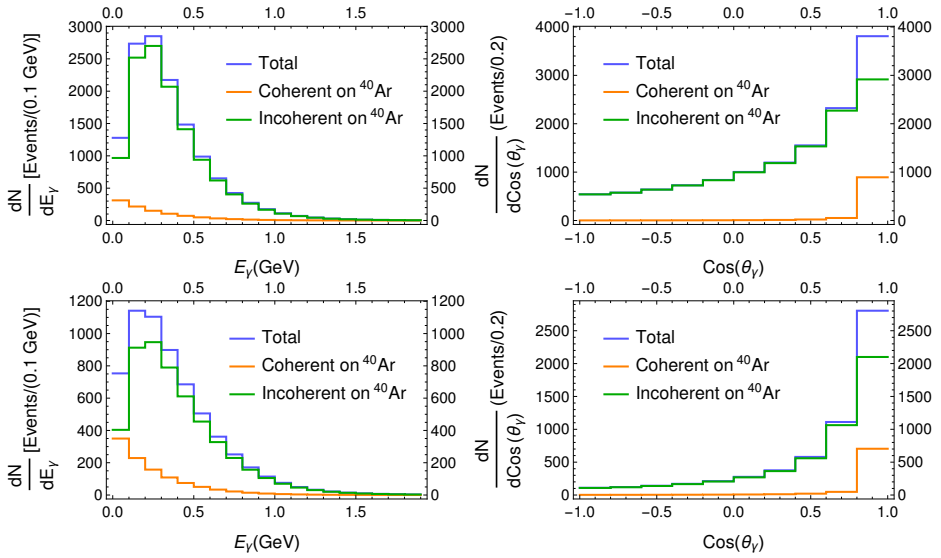 0.0 0.5 1.0 1.5
3000 3000
2500 2500
2000 2000
1500 1500
1000 1000
500 500
0 0
0.0 0.5 1.0 1.5
dN/dEγ [Events/(0.1 GeV)]
Total
Coherent on ⁴⁰Ar
Incoherent on ⁴⁰Ar
Eγ(GeV)
−1.0 −0.5 0.0 0.5 1.0
4000 4000
3000 3000
2000 2000
1000 1000
0 0
−1.0 −0.5 0.0 0.5 1.0
dN/dCos(θγ) (Events/0.2)
Total
Coherent on ⁴⁰Ar
Incoherent on ⁴⁰Ar
Cos(θγ)
0.0 0.5 1.0 1.5
1200 1200
1000 1000
800 800
600 600
400 400
200 200
0 0
0.0 0.5 1.0 1.5
dN/dEγ [Events/(0.1 GeV)]
Total
Coherent on ⁴⁰Ar
Incoherent on ⁴⁰Ar
Eγ(GeV)
−1.0 −0.5 0.0 0.5 1.0
2500 2500
2000 2000
1500 1500
1000 1000
500 500
0 0
−1.0 −0.5 0.0 0.5 1.0
dN/dCos(θγ) (Events/0.2)
Total
Coherent on ⁴⁰Ar
Incoherent on ⁴⁰Ar
Cos(θγ)